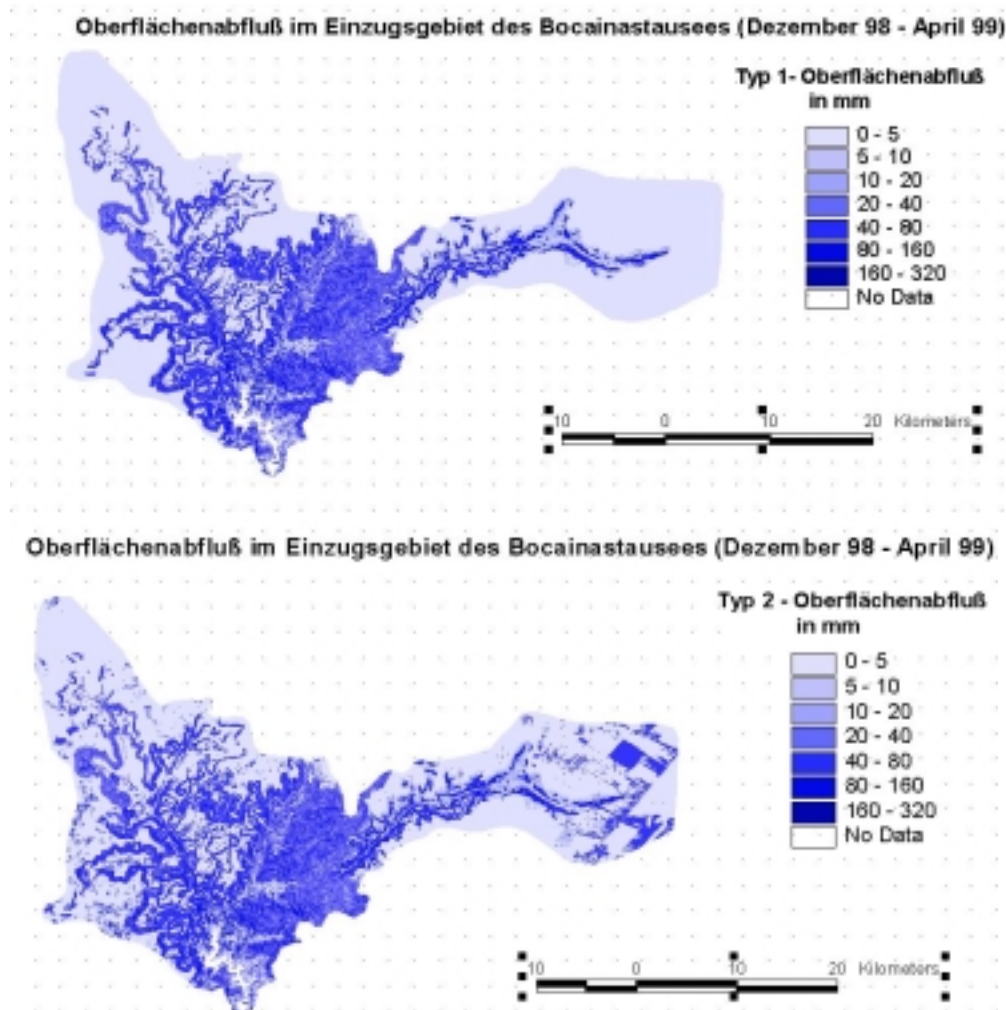 Oberflächenabfluß im Einzugsgebiet des Bocainastausees (Dezember 98 - April 99)
Typ 1- Oberflächenabfluß
in mm
0 - 5
5 - 10
10 - 20
20 - 40
40 - 80
80 - 160
160 - 320
No Data
10 0 10 20 Kilometers
Oberflächenabfluß im Einzugsgebiet des Bocainastausees (Dezember 98 - April 99)
Typ 2 - Oberflächenabfluß
in mm
0 - 5
5 - 10
10 - 20
20 - 40
40 - 80
80 - 160
160 - 320
No Data
10 0 10 20 Kilometers